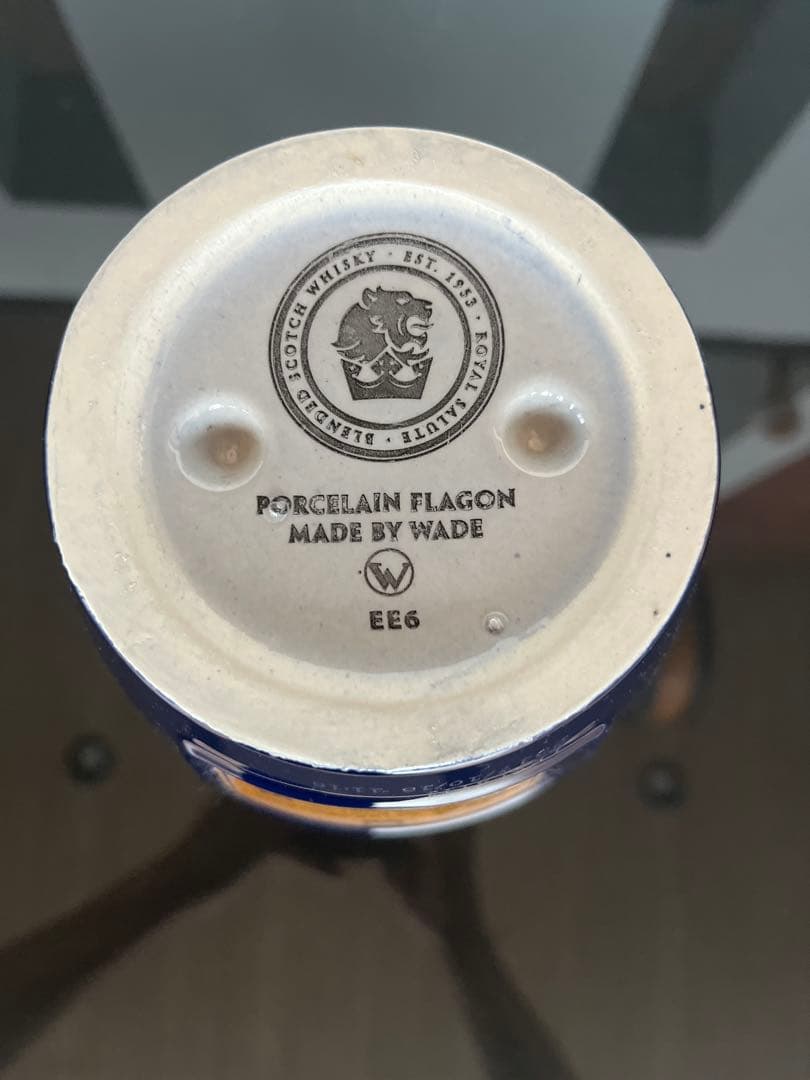 BLENDED SCOTCH WHISKY · EST. 1953 · ROYAL SALUTE ·
PORCELAIN FLAGON
MADE BY WADE
W
EE6